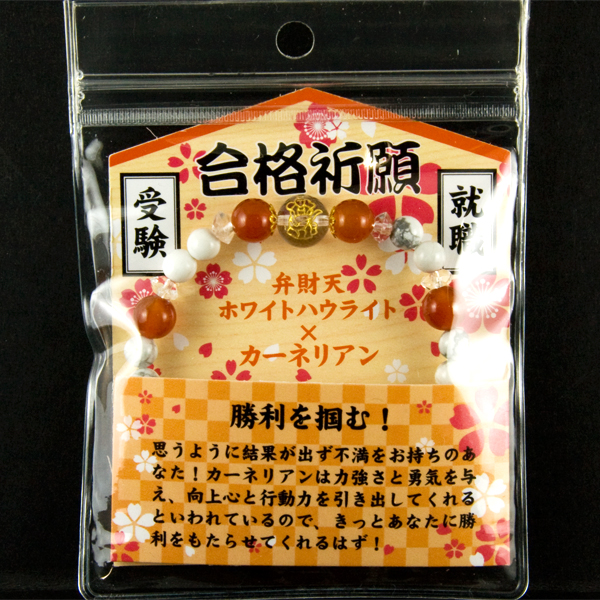 合格祈願
受験
就職
弁財天
ホワイトハウライト
×
カーネリアン
勝利を掴む！
思うように結果が出ず不満をお持ちのあ
なた！カーネリアンは力強さと勇気を与
え、向上心と行動力を引き出してくれる
といわれているので、きっとあなたに勝
利をもたらせてくれるはず！